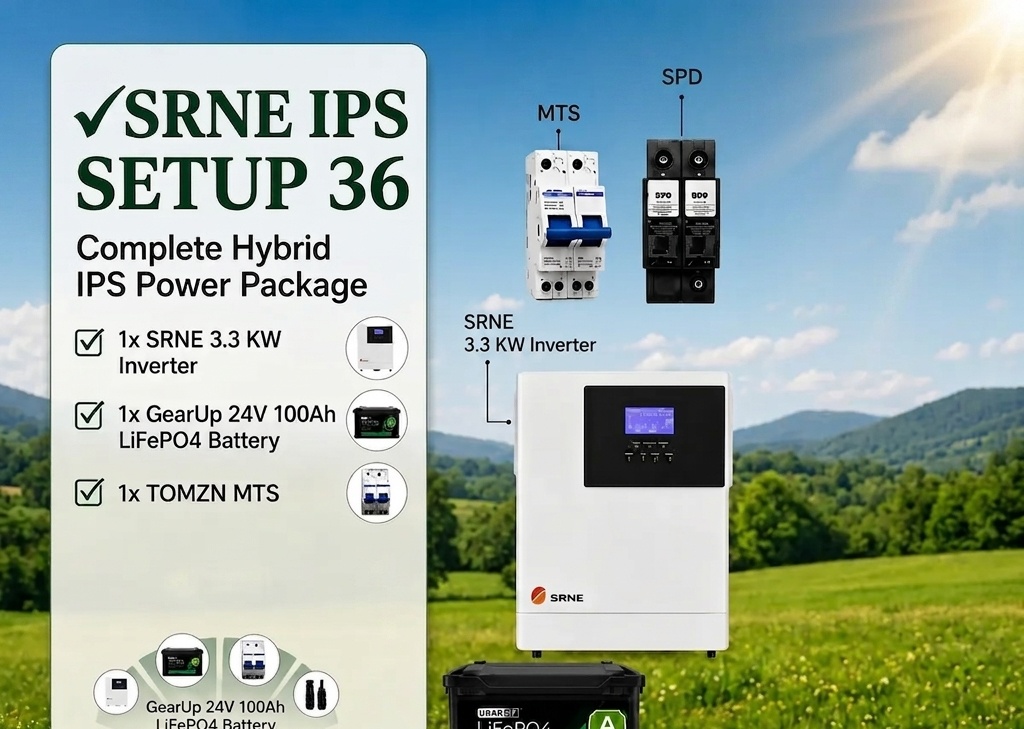 ✓SRNE IPS
SETUP 36
Complete Hybrid
IPS Power Package
1x SRNE 3.3 KW
Inverter
1x GearUp 24V 100Ah
LiFePO4 Battery
1x TOMZN MTS
GearUp 24V 100Ah
LiFePO4 Battery
MTS
SPD
SRNE
3.3 KW Inverter
SRNE
LiFePO4
A